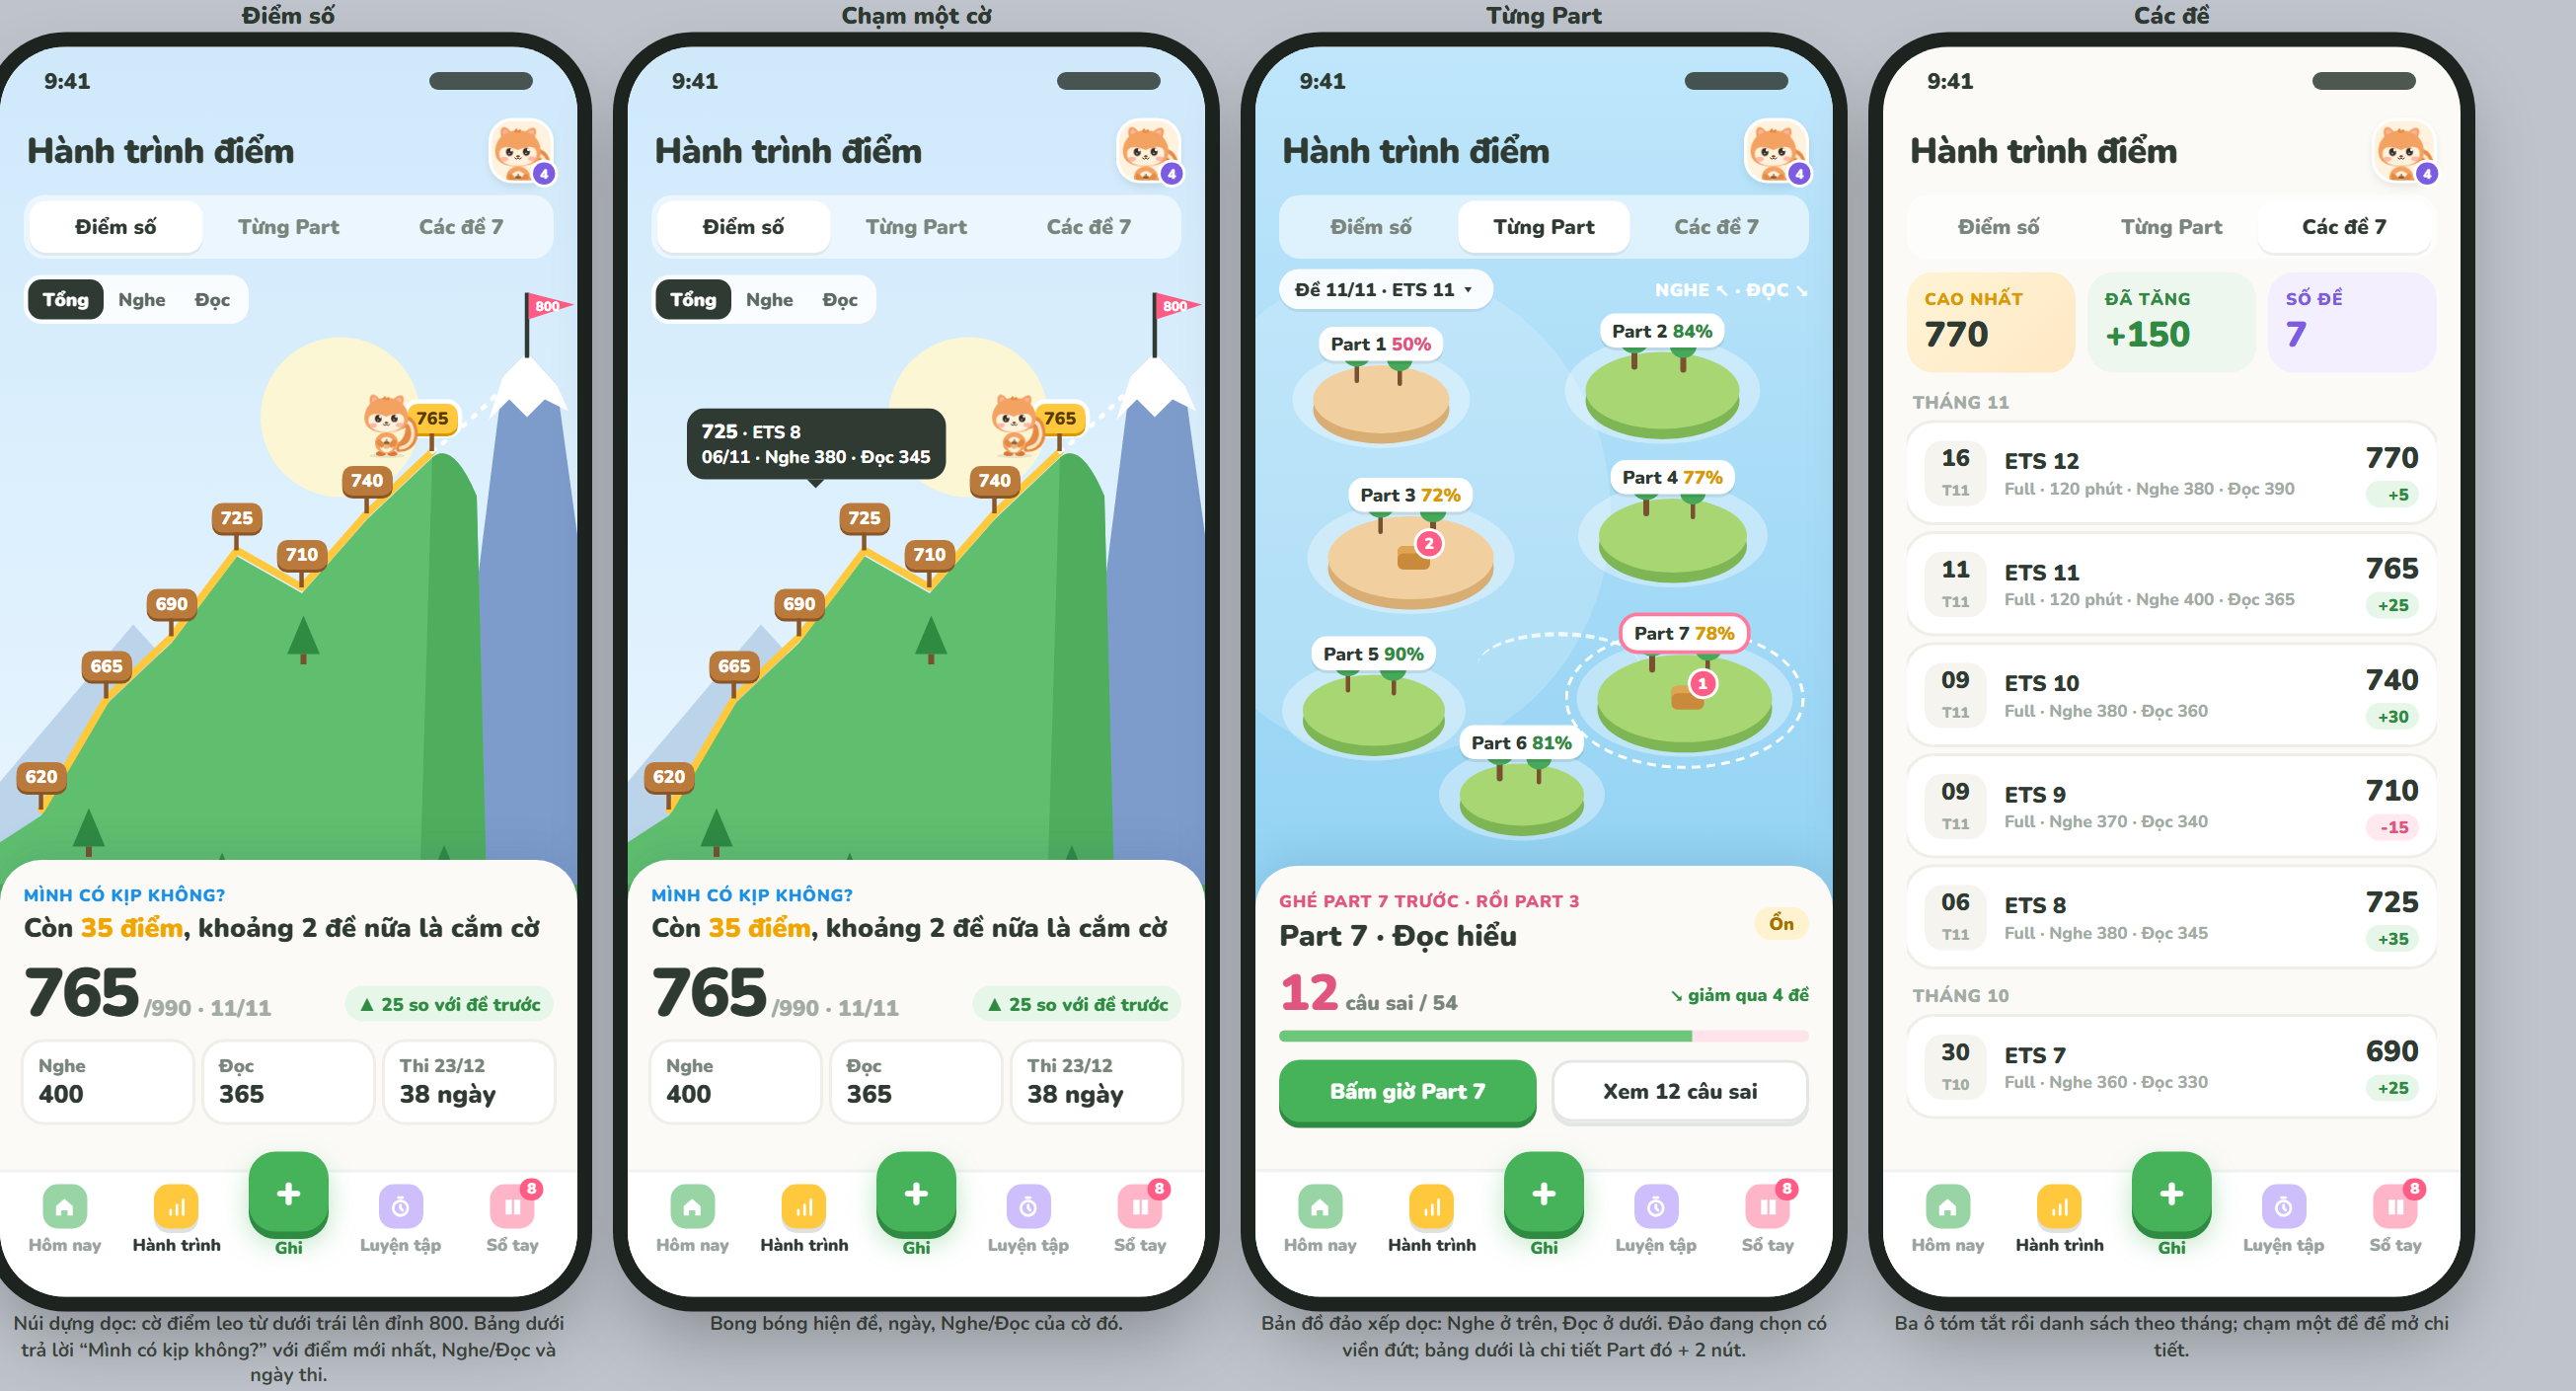 Điểm số
9:41
Hành trình điểm
4
Điểm số Từng Part Các đề 7
Tổng Nghe Đọc
800
765
740
725
710
690
665
620
MÌNH CÓ KỊP KHÔNG?
Còn 35 điểm, khoảng 2 đề nữa là cắm cờ
765 /990 · 11/11 ▲ 25 so với đề trước
Nghe Đọc Thi 23/12
400 365 38 ngày
8
Hôm nay Hành trình Ghi Luyện tập Sổ tay
Núi dựng dọc: cờ điểm leo từ dưới trái lên đỉnh 800. Bảng dưới
trả lời “Mình có kịp không?” với điểm mới nhất, Nghe/Đọc và
ngày thi.
Chạm một cờ
9:41
Hành trình điểm
4
Điểm số Từng Part Các đề 7
Tổng Nghe Đọc
800
765
725 · ETS 8
06/11 · Nghe 380 · Đọc 345
740
725
710
690
665
620
MÌNH CÓ KỊP KHÔNG?
Còn 35 điểm, khoảng 2 đề nữa là cắm cờ
765 /990 · 11/11 ▲ 25 so với đề trước
Nghe Đọc Thi 23/12
400 365 38 ngày
8
Hôm nay Hành trình Ghi Luyện tập Sổ tay
Bong bóng hiện đề, ngày, Nghe/Đọc của cờ đó.
Từng Part
9:41
Hành trình điểm
4
Điểm số Từng Part Các đề 7
Đề 11/11 · ETS 11 ▾ NGHE ↖ · ĐỌC ↘
Part 1 50% Part 2 84%
Part 3 72% Part 4 77%
2
Part 5 90% Part 7 78%
1
Part 6 81%
GHÉ PART 7 TRƯỚC · RỒI PART 3
Part 7 · Đọc hiểu Ổn
12 câu sai / 54 ↘ giảm qua 4 đề
Bấm giờ Part 7 Xem 12 câu sai
8
Hôm nay Hành trình Ghi Luyện tập Sổ tay
Bản đồ đảo xếp dọc: Nghe ở trên, Đọc ở dưới. Đảo đang chọn có
viền đứt; bảng dưới là chi tiết Part đó + 2 nút.
Các đề
9:41
Hành trình điểm
4
Điểm số Từng Part Các đề 7
CAO NHẤT ĐÃ TĂNG SỐ ĐỀ
770 +150 7
THÁNG 11
16 T11 ETS 12 770
Full · 120 phút · Nghe 380 · Đọc 390 +5
11 T11 ETS 11 765
Full · 120 phút · Nghe 400 · Đọc 365 +25
09 T11 ETS 10 740
Full · Nghe 380 · Đọc 360 +30
09 T11 ETS 9 710
Full · Nghe 370 · Đọc 340 -15
06 T11 ETS 8 725
Full · Nghe 380 · Đọc 345 +35
THÁNG 10
30 T10 ETS 7 690
Full · Nghe 360 · Đọc 330 +25
8
Hôm nay Hành trình Ghi Luyện tập Sổ tay
Ba ô tóm tắt rồi danh sách theo tháng; chạm một đề để mở chi
tiết.